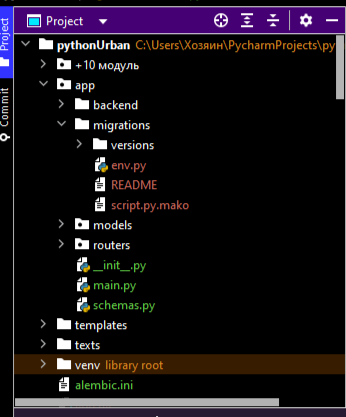 Project
Project
Commit
pythonUrban C:\Users\Хозяин\PycharmProjects\py
+10 модуль
app
backend
migrations
versions
env.py
README
script.py.mako
models
routers
__init__.py
main.py
schemas.py
templates
texts
venv library root
alembic.ini